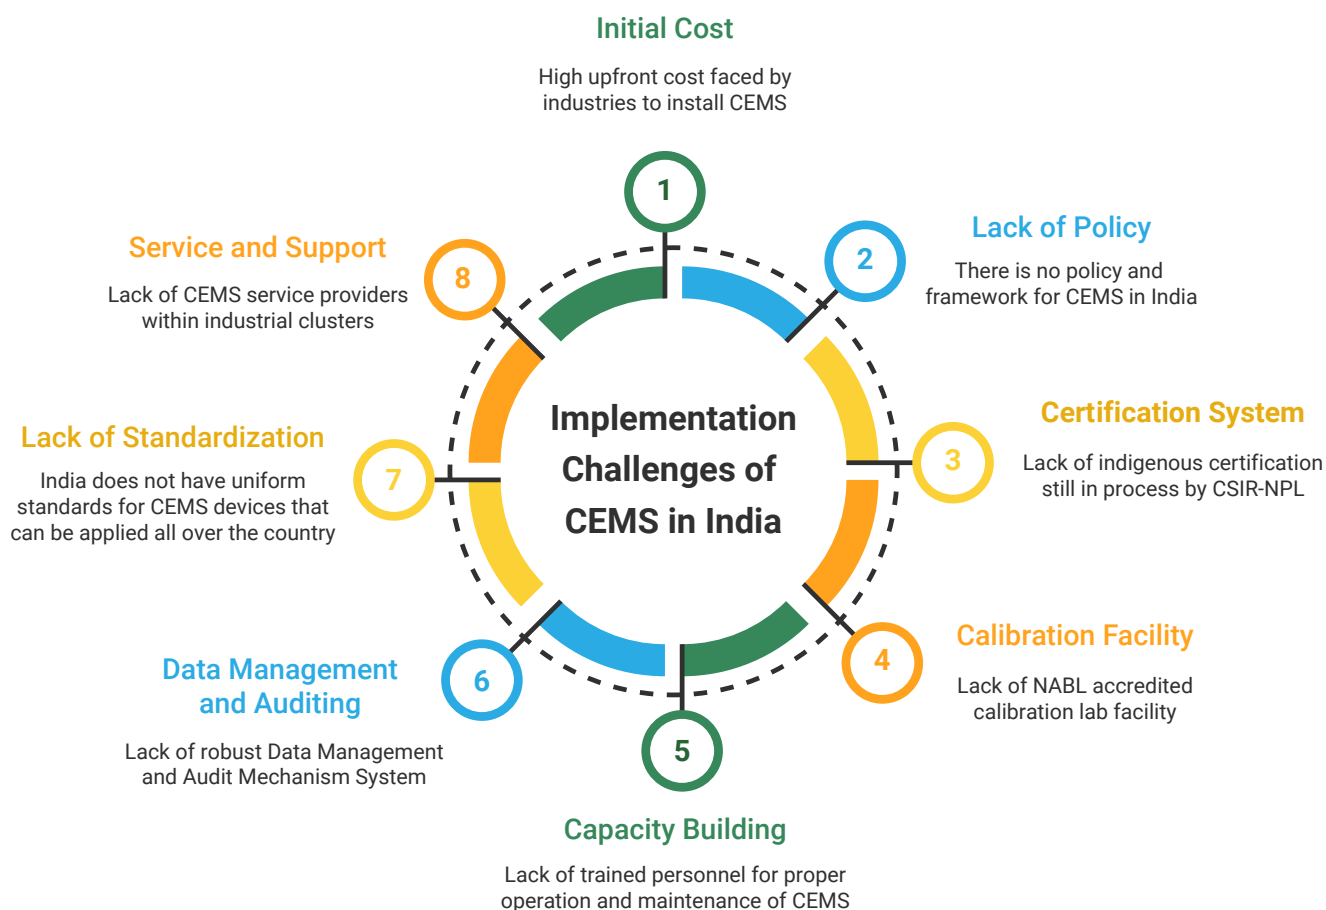 Initial Cost
High upfront cost faced by
industries to install CEMS
1
Lack of Policy
There is no policy and
framework for CEMS in India
2
Certification System
Lack of indigenous certification
still in process by CSIR-NPL
3
Calibration Facility
Lack of NABL accredited
calibration lab facility
4
5
Capacity Building
Lack of trained personnel for proper
operation and maintenance of CEMS
6
Data Management
and Auditing
Lack of robust Data Management
and Audit Mechanism System
7
Lack of Standardization
India does not have uniform
standards for CEMS devices that
can be applied all over the country
8
Service and Support
Lack of CEMS service providers
within industrial clusters
Implementation
Challenges of
CEMS in India